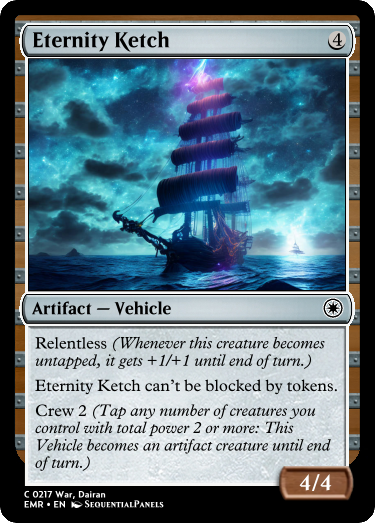 Eternity Ketch 4
Artifact — Vehicle
Relentless (Whenever this creature becomes
untapped, it gets +1/+1 until end of turn.)
Eternity Ketch can't be blocked by tokens.
Crew 2 (Tap any number of creatures you
control with total power 2 or more: This
Vehicle becomes an artifact creature until end
of turn.)
4/4
C 0217 War, Dairan
EMR • EN SequentialPanels